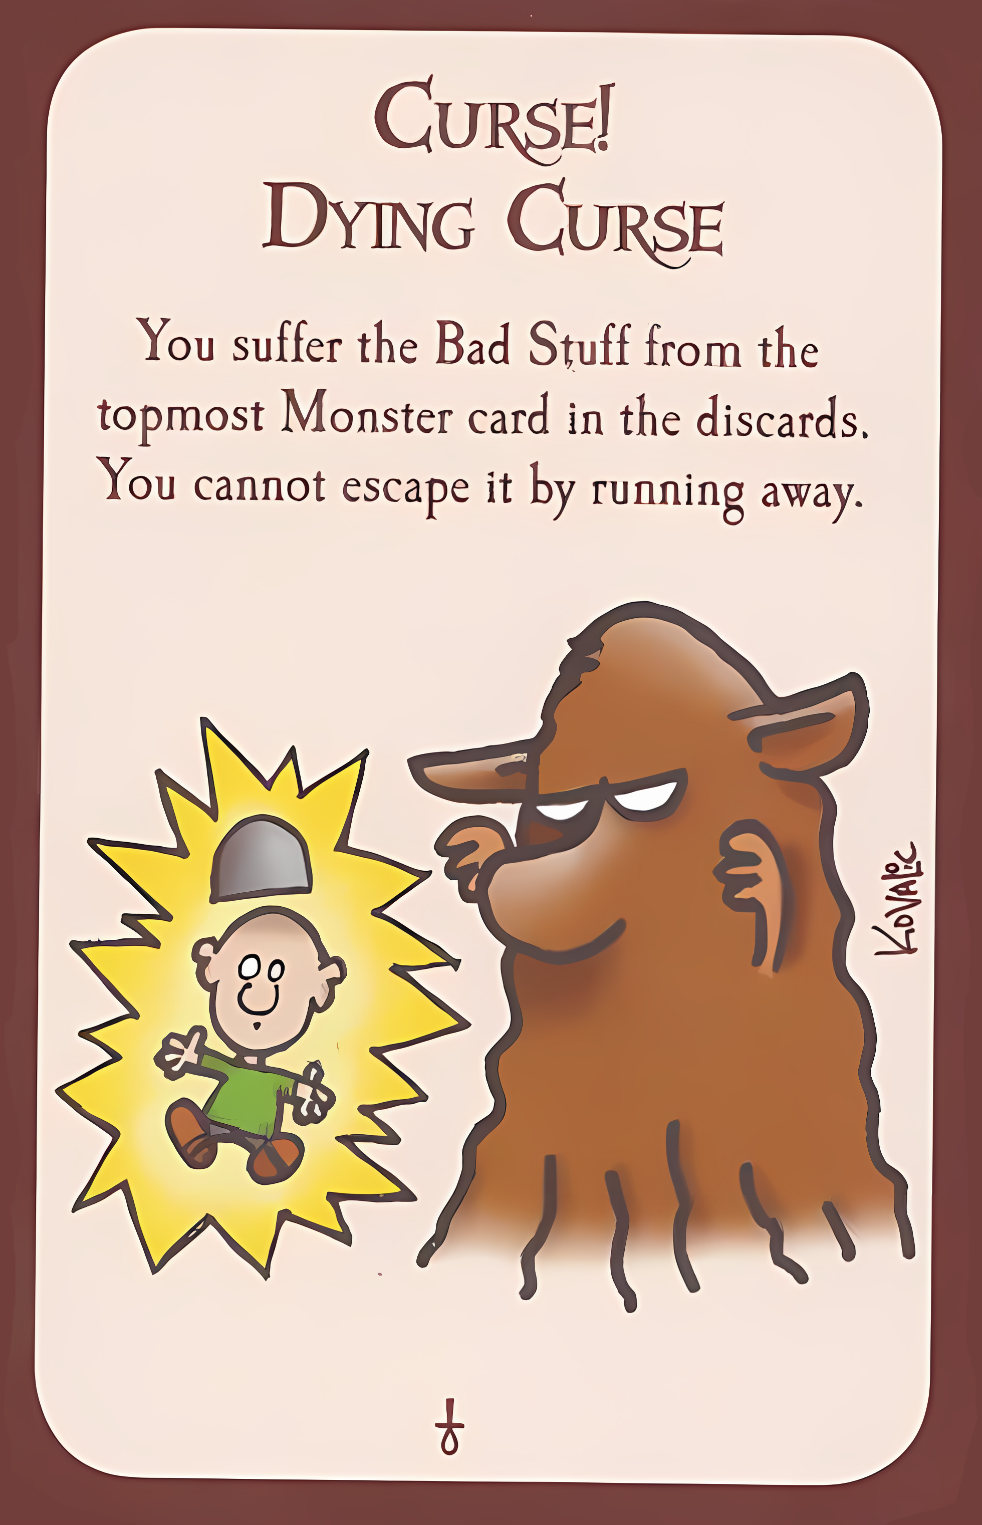 Curse!
Dying Curse
You suffer the Bad Stuff from the
topmost Monster card in the discards.
You cannot escape it by running away.
Kovalic